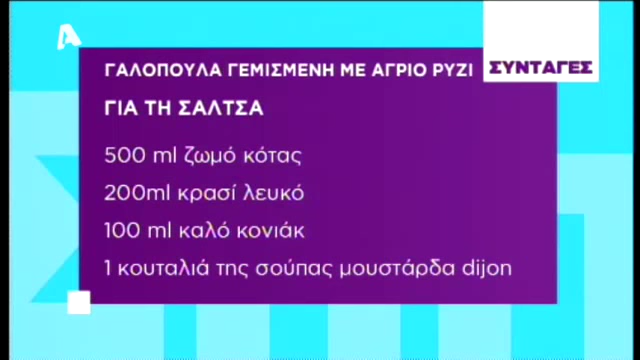 ΣΥΝΤΑΓΕΣ
ΓΑΛΟΠΟΥΛΑ ΓΕΜΙΣΜΕΝΗ ΜΕ ΑΓΡΙΟ ΡΥΖΙ
ΓΙΑ ΤΗ ΣΑΛΤΣΑ
500 ml ζωμό κότας
200ml κρασί λευκό
100 ml καλό κονιάκ
1 κουταλιά της σούπας μουστάρδα dijon